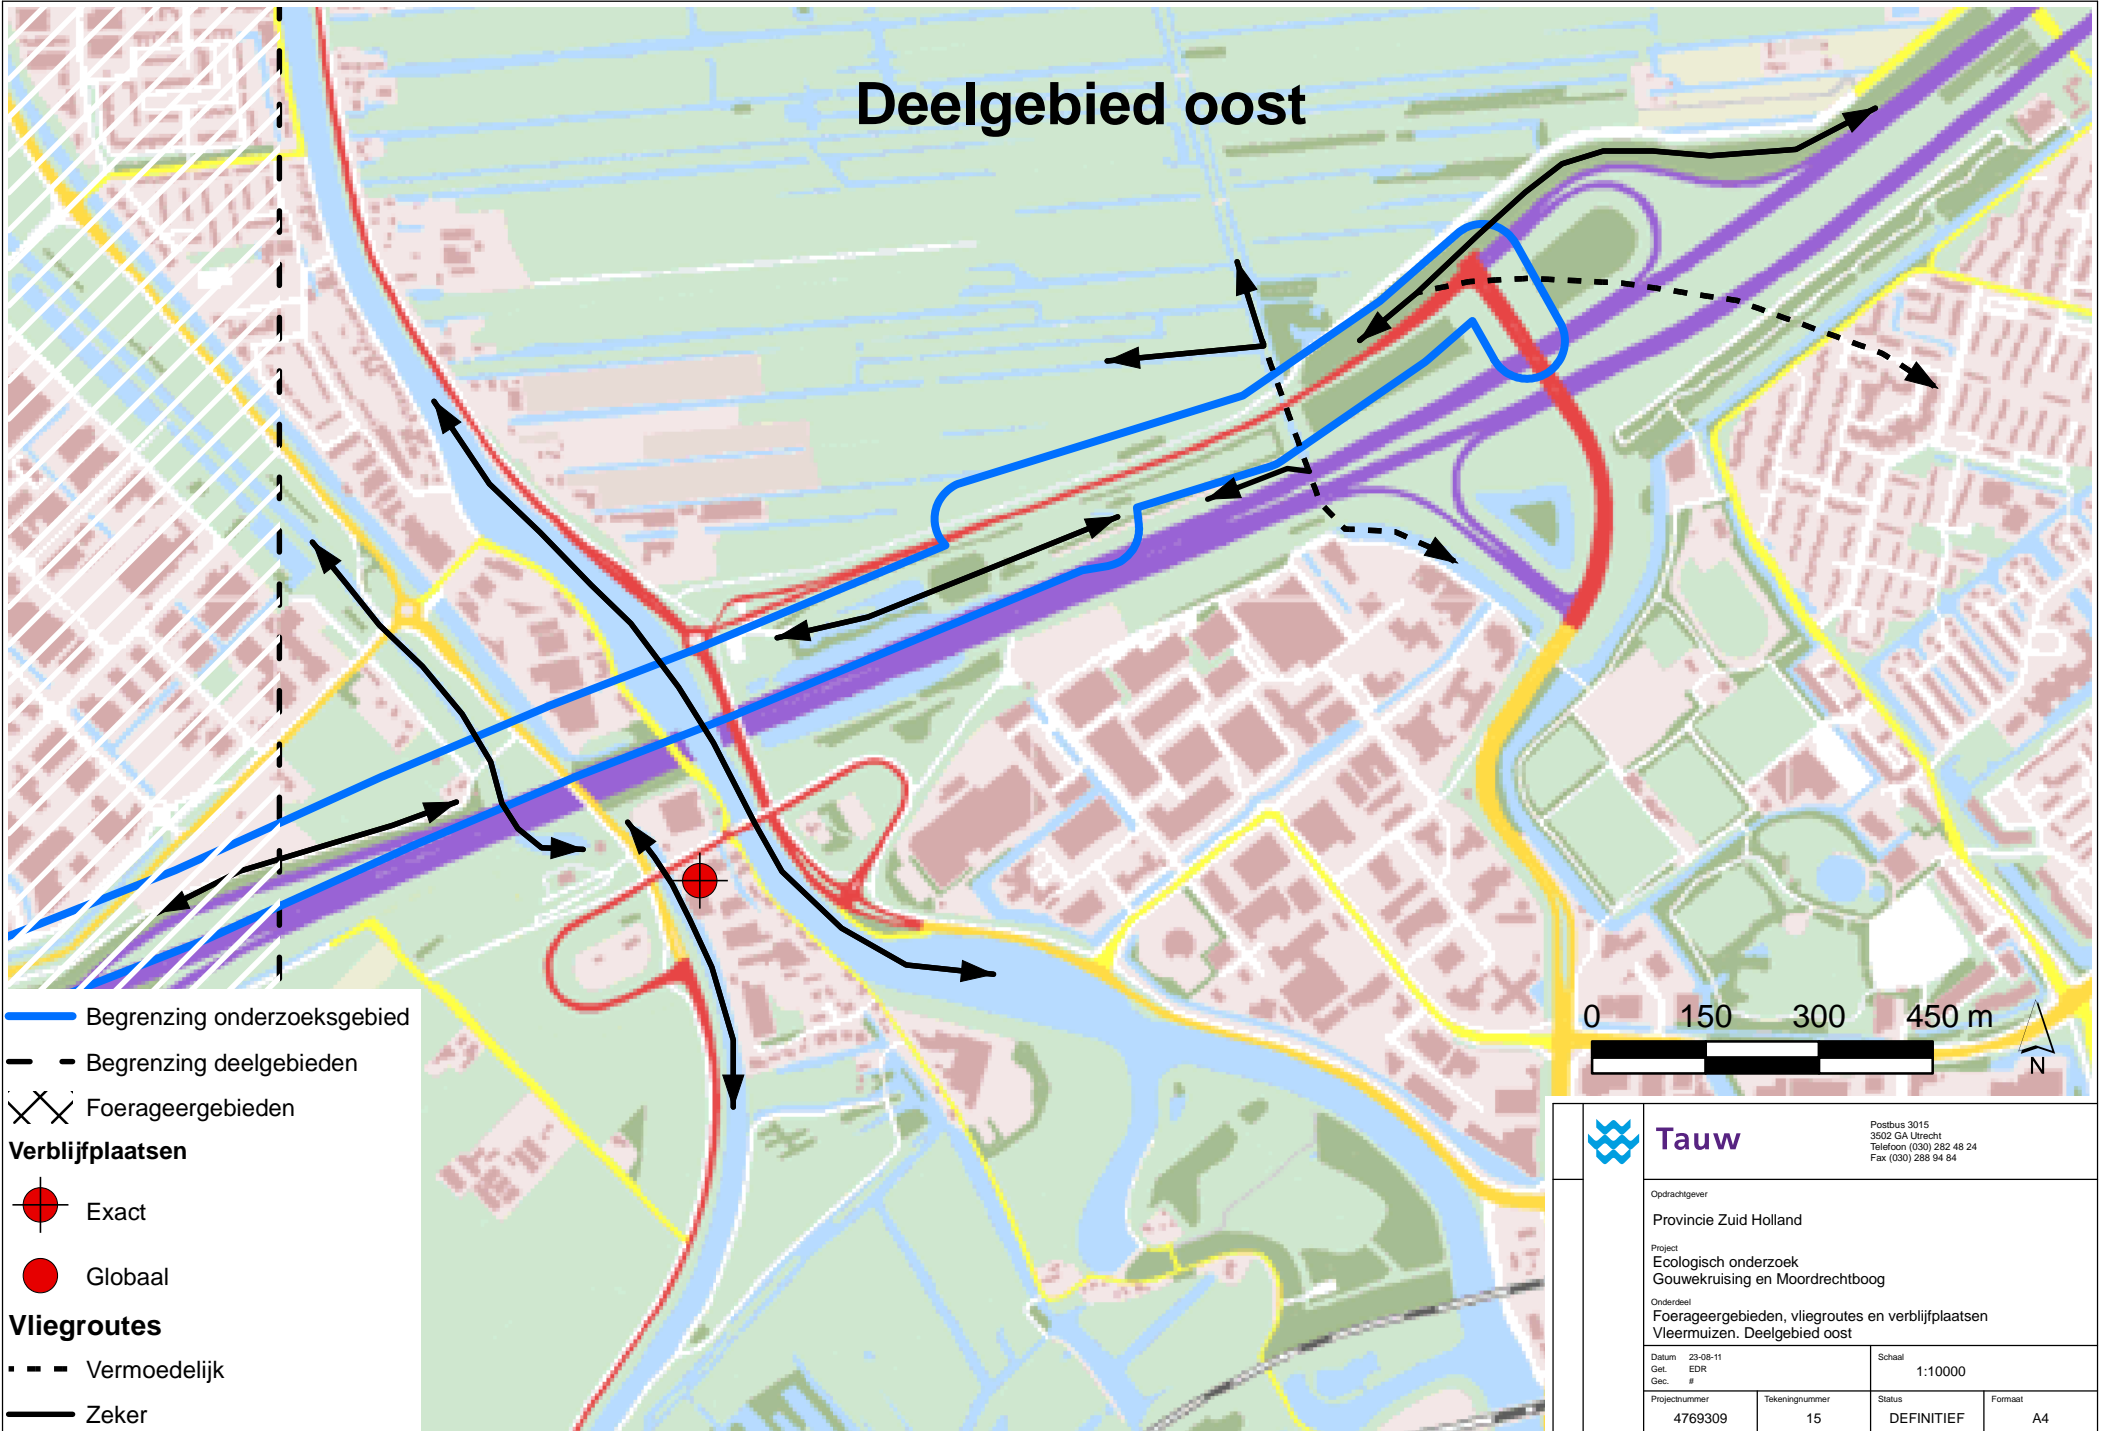 Deelgebied oost
0 150 300 450 m
N
Begrenzing onderzoeksgebied
Begrenzing deelgebieden
Foerageergebieden
Verblijfplaatsen
Exact
Globaal
Vliegroutes
Vermoedelijk
Zeker
Tauw
Postbus 3015
3502 GA Utrecht
Telefoon (030) 282 48 24
Fax (030) 288 94 84
Opdrachtgever
Provincie Zuid Holland
Project
Ecologisch onderzoek
Gouwekruising en Moordrechtboog
Onderdeel
Foerageergebieden, vliegroutes en verblijfplaatsen
Vleermuizen. Deelgebied oost
Datum 23-08-11
Get. EDR
Gec. #
Schaal
1:10000
Projectnummer
4769309
Tekeningnummer
15
Status
DEFINITIEF
Formaat
A4